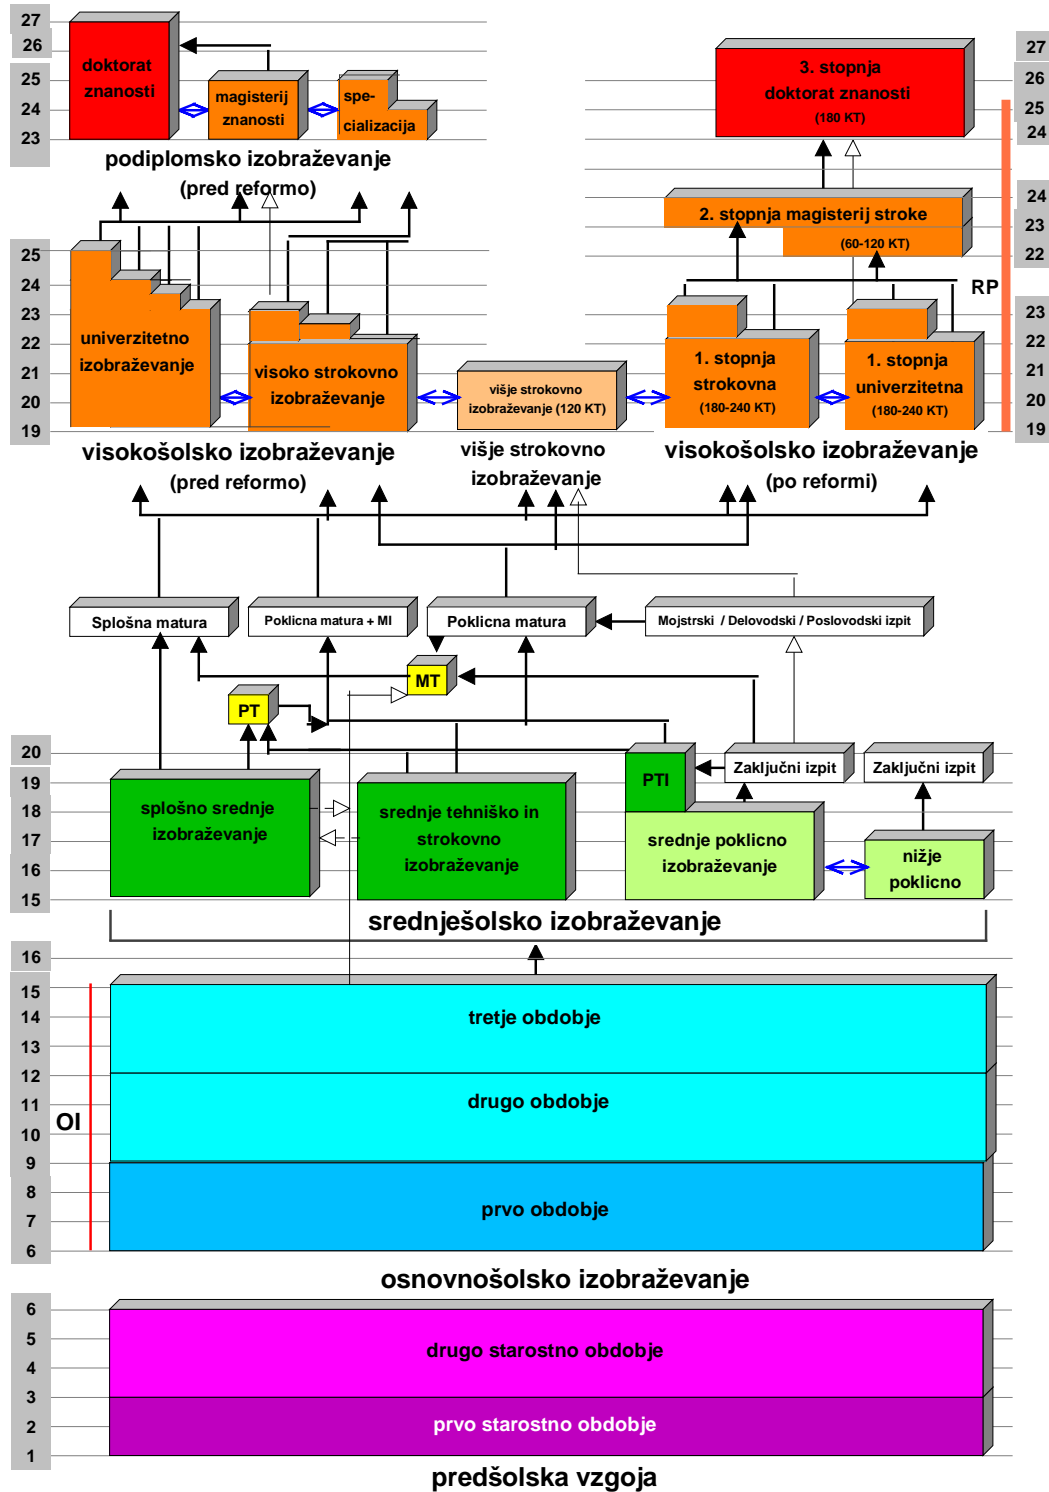 27
26
25
24
23
doktorat
znanosti
magisterij
znanosti
spe-
cializacija
podiplomsko izobraževanje
(pred reformo)
3. stopnja
doktorat znanosti
(180 KT)
27
26
25
24
2. stopnja magisterij stroke
(60-120 KT)
24
23
22
RP
25
24
23
22
21
20
19
univerzitetno
izobraževanje
visoko strokovno
izobraževanje
višje strokovno
izobraževanje (120 KT)
1. stopnja
strokovna
(180-240 KT)
1. stopnja
univerzitetna
(180-240 KT)
23
22
21
20
19
visokošolsko izobraževanje
(pred reformo)
višje strokovno
izobraževanje
visokošolsko izobraževanje
(po reformi)
Splošna matura
Poklicna matura + MI
Poklicna matura
Mojstrski / Delovodski / Poslovodski izpit
MT
PT
20
19
18
17
16
15
splošno srednje
izobraževanje
srednje tehniško in
strokovno
izobraževanje
PTI
Zaključni izpit
Zaključni izpit
srednje poklicno
izobraževanje
nižje
poklicno
srednješolsko izobraževanje
16
15
14
13
12
11
10
9
8
7
6
OI
tretje obdobje
drugo obdobje
prvo obdobje
osnovnošolsko izobraževanje
6
5
4
3
2
1
drugo starostno obdobje
prvo starostno obdobje
predšolska vzgoja